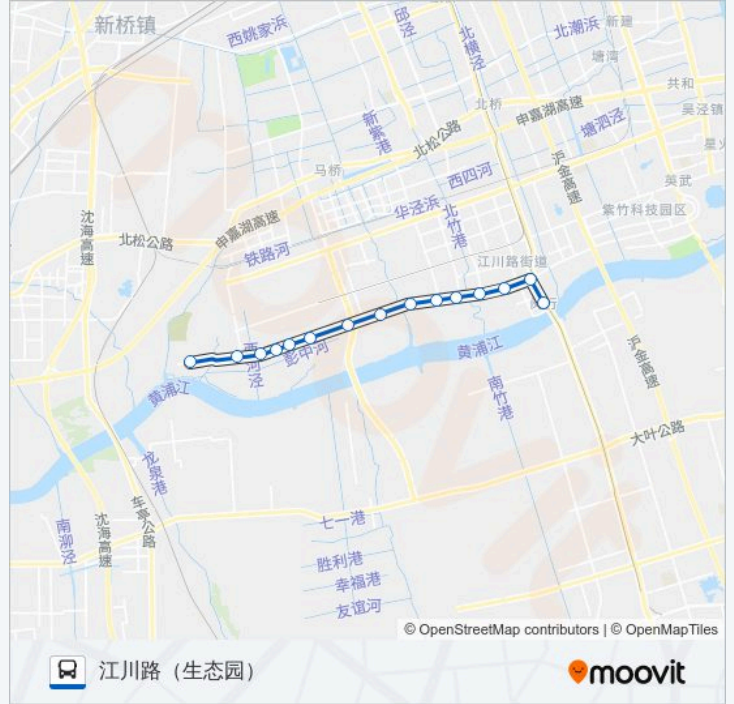 新桥镇
西姚家浜
邱泾
北横泾
北潮浜
新建
塘湾
共和
北桥
申嘉湖高速
吴泾镇
新紫港
北松公路
塘泗泾
星火
马桥
西四河
沪金高速
英武
华泾浜
北竹港
紫竹科技园区
沈海高速
北松公路
申嘉湖高速
铁路河
江川路街道
西河泾
彭中河
黄浦江
黄浦江
沪金高速
南竹港
大叶公路
龙泉港
车亭公路
南泖泾
沈海高速
七一港
胜利港
幸福港
友谊河
© OpenStreetMap contributors | © OpenMapTiles
江川路（生态园）
moovit